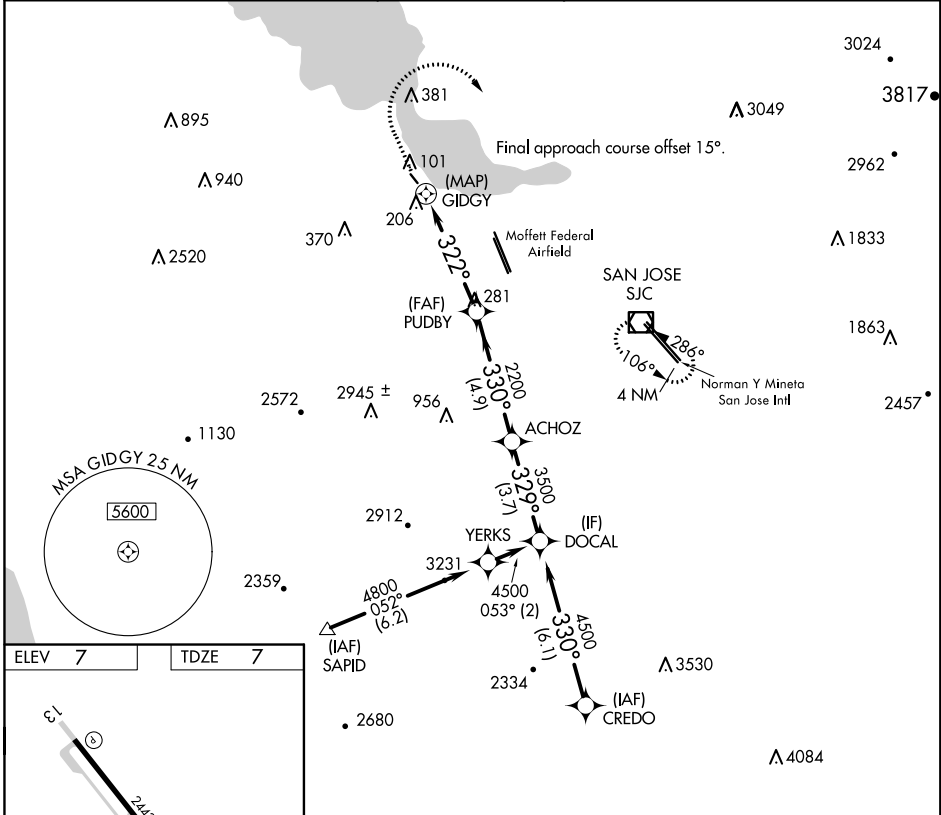 3024
381
3817
3049
895
Final approach course offset 15°.
101
2962
(MAP)
GIDGY
940
206
370
322°
Moffett Federal
Airfield
1833
2520
SAN JOSE
SJC
281
(FAF)
PUDBY
1863
286°
106°
4 NM
Norman Y Mineta
San Jose Intl
2200
330°
(4.9)
2945 ±
2572
956
2457
ACHOZ
1130
MSA GIDGY 25 NM
3500
329°
(3.7)
5600
2912
YERKS
(IF)
DOCAL
3231
2359
4800
052°
(6.2)
4500
053° (2)
4500
330°
(6.1)
(IAF)
SAPID
ELEV 7
TDZE 7
3530
2334
(IAF)
CREDO
2680
13
P
4084